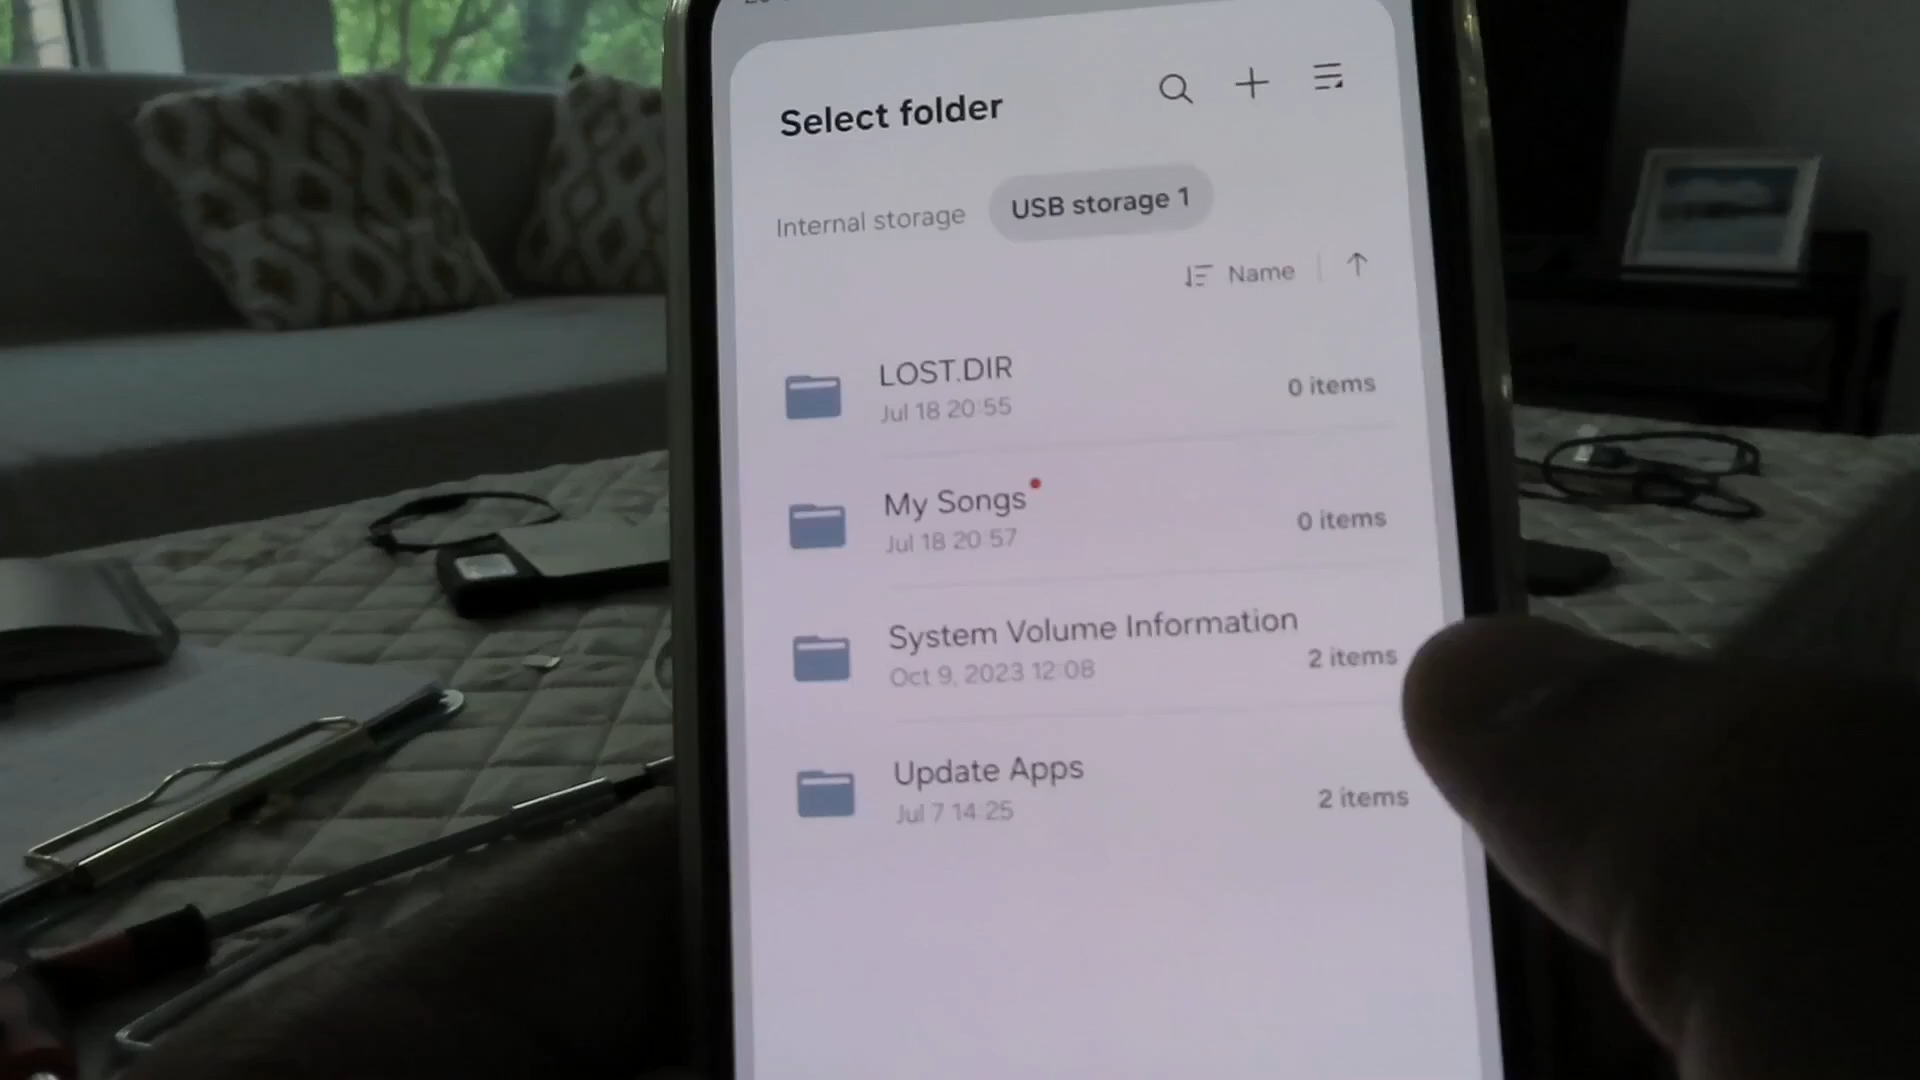 Select folder
Internal storage
USB storage 1
Name
LOST.DIR
Jul 18 20:55
0 items
My Songs
Jul 18 20:57
0 items
System Volume Information
Oct 9, 2023 12:08
2 items
Update Apps
Jul 7 14:25
2 items